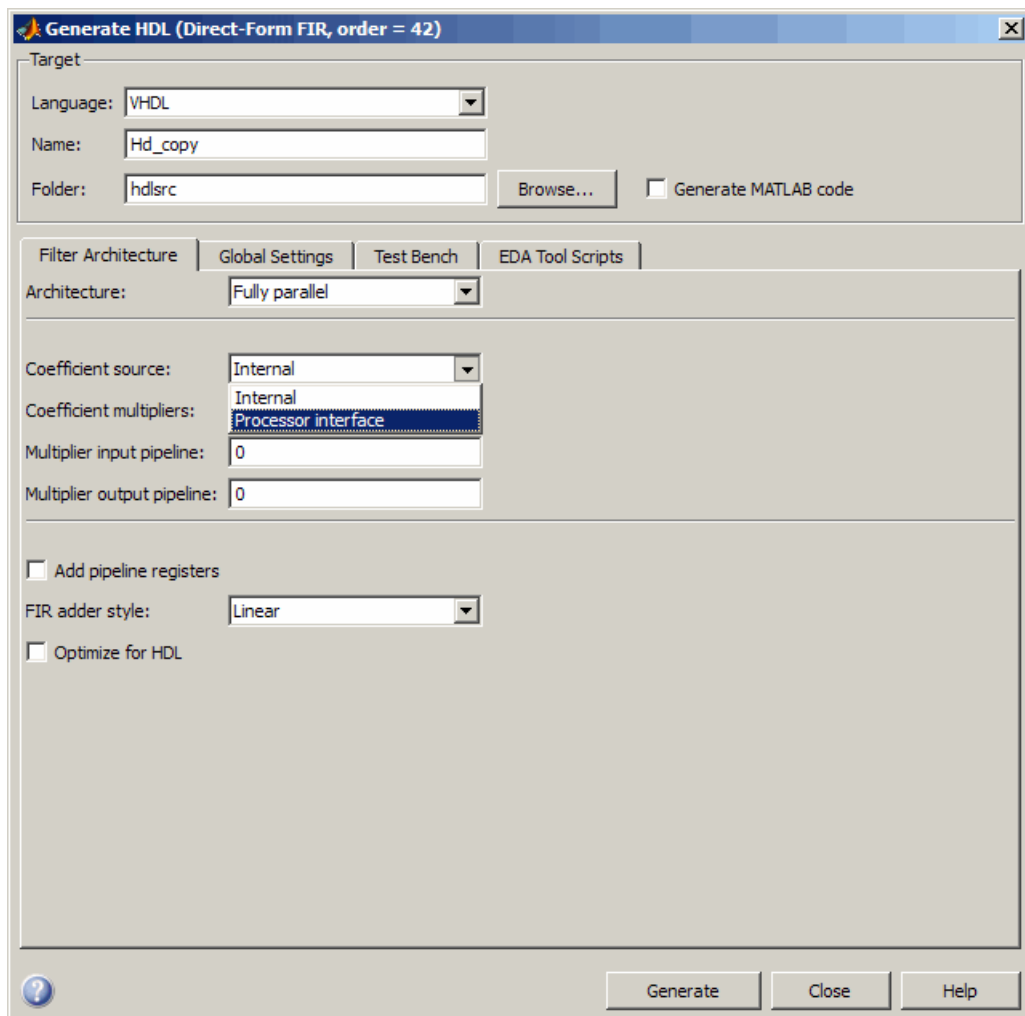 Generate HDL (Direct-Form FIR, order = 42)
Target
Language: VHDL
Name: Hd_copy
Folder: hdlsrc Browse... Generate MATLAB code
Filter Architecture Global Settings Test Bench EDA Tool Scripts
Architecture: Fully parallel
Coefficient source: Internal
Internal
Coefficient multipliers: Processor interface
Multiplier input pipeline: 0
Multiplier output pipeline: 0
Add pipeline registers
FIR adder style: Linear
Optimize for HDL
? Generate Close Help